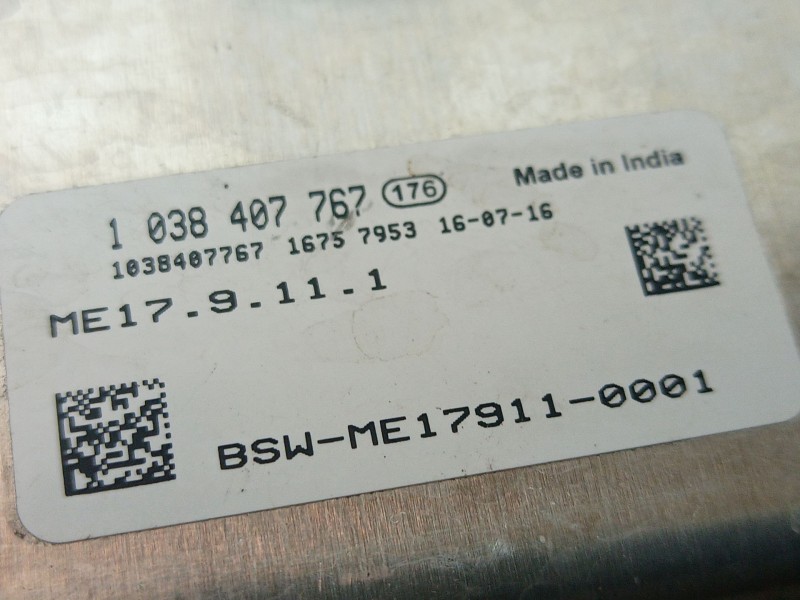 Made in India
1 038 407 767 176
1038407767 1675 7953 16-07-16
ME17.9.11.1
BSW-ME17911-0001